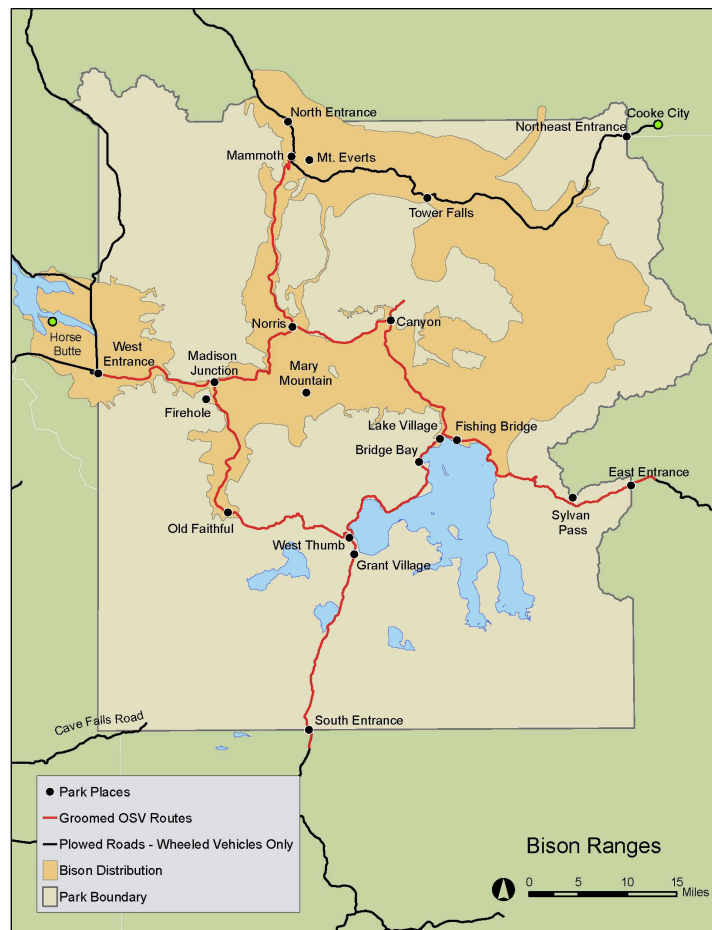 North Entrance
Cooke City
Northeast Entrance
Mammoth
Mt. Everts
Tower Falls
Norris
Canyon
Horse
Butte
West
Entrance
Madison
Junction
Mary
Mountain
Firehole
Lake Village
Fishing Bridge
Bridge Bay
East Entrance
Sylvan
Pass
Old Faithful
West Thumb
Grant Village
Cave Falls Road
South Entrance
Park Places
Groomed OSV Routes
Plowed Roads - Wheeled Vehicles Only
Bison Distribution
Park Boundary
Bison Ranges
0 5 10 15
Miles